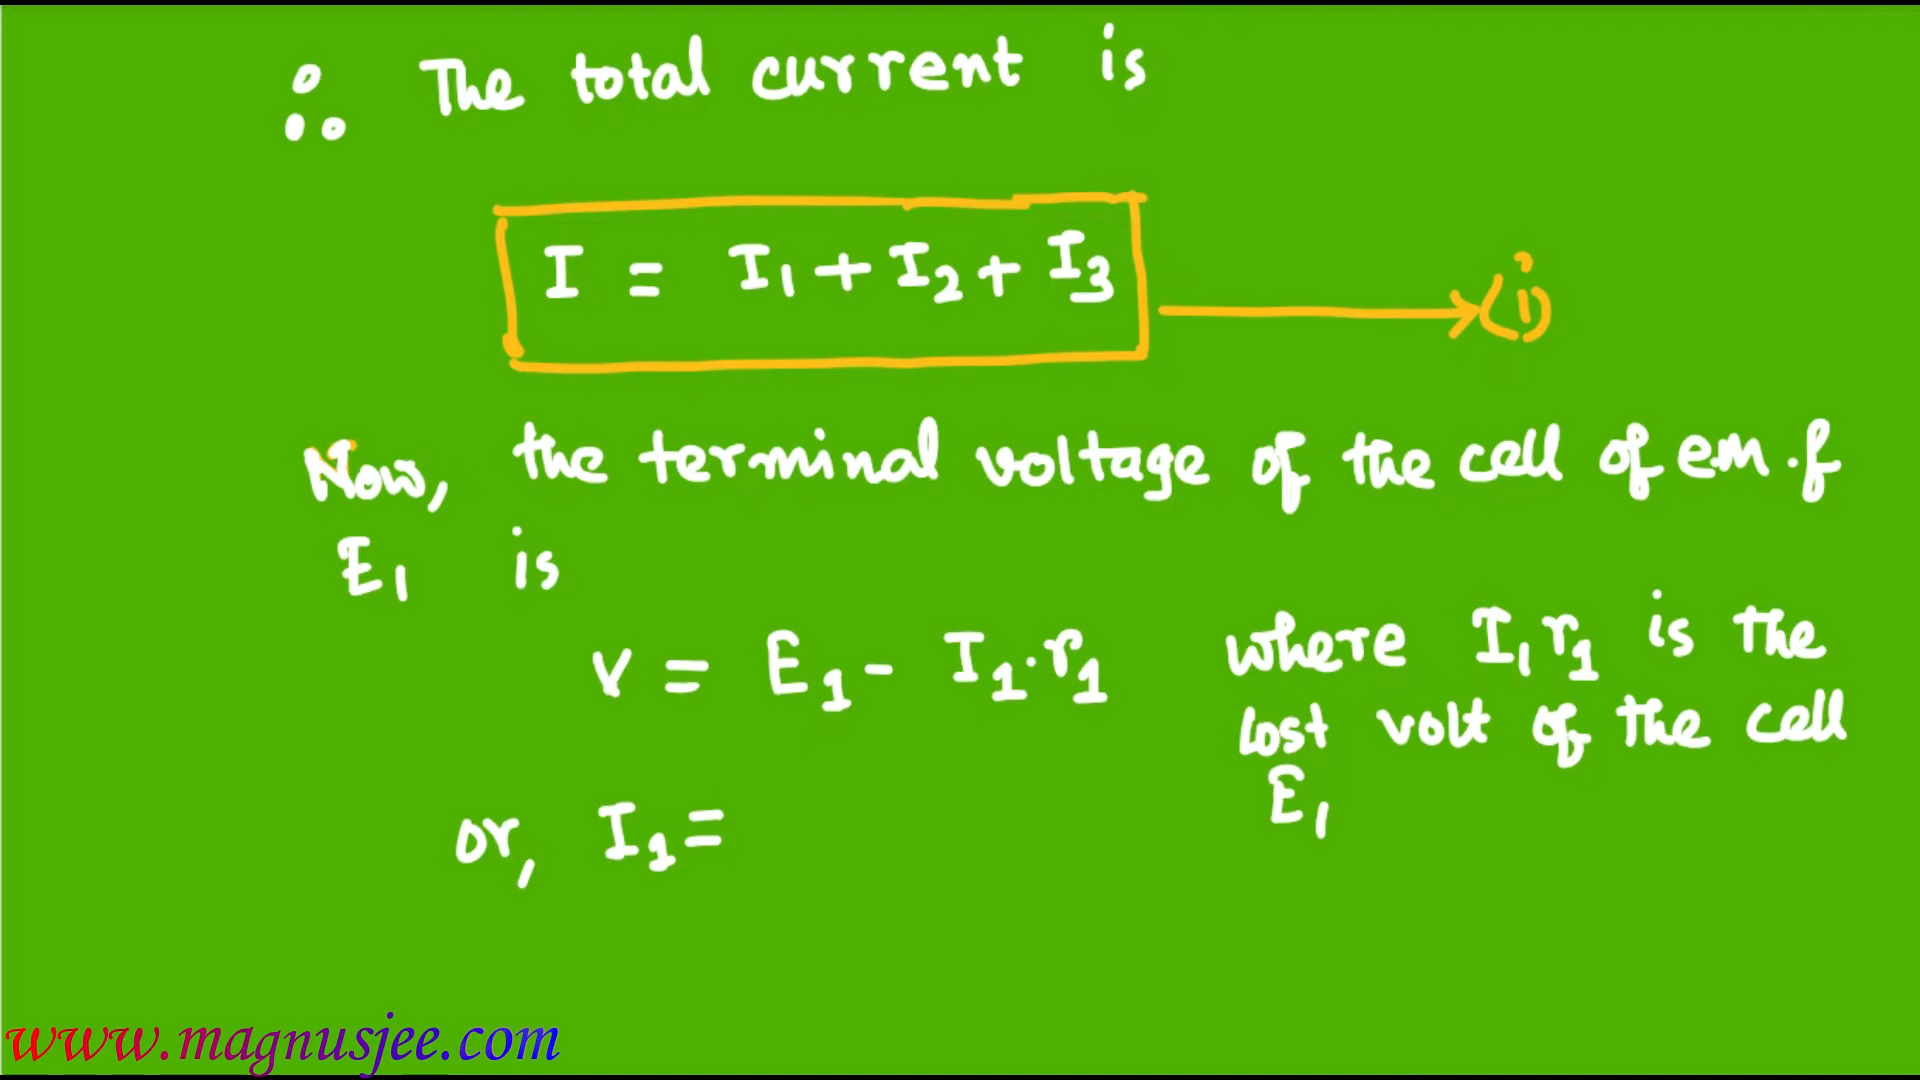 ∴ The total current is
I = I₁ + I₂ + I₃ → (i)
Now, the terminal voltage of the cell of e.m.f
E₁ is
V = E₁ - I₁·r₁ where I₁r₁ is the
lost volt of the cell
E₁
or, I₁ =
www.magnusjee.com